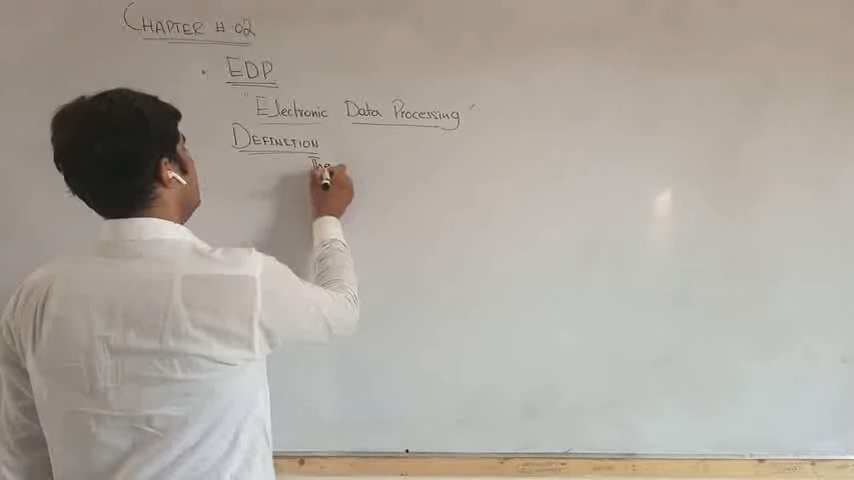 CHAPTER # 02
EDP
"Electronic Data Processing"
DEFINITION
The